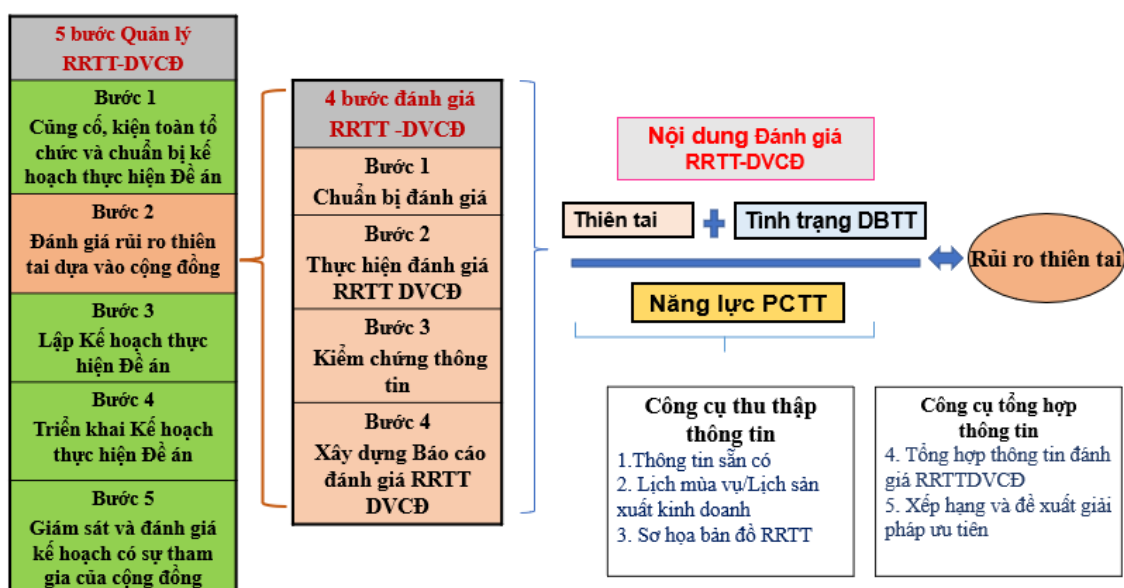 5 bước Quản lý
RRTT-DVCĐ
Bước 1
Củng cố, kiện toàn tổ
chức và chuẩn bị kế
hoạch thực hiện Đề án
Bước 2
Đánh giá rủi ro thiên
tai dựa vào cộng đồng
Bước 3
Lập Kế hoạch thực
hiện Đề án
Bước 4
Triển khai Kế hoạch
thực hiện Đề án
Bước 5
Giám sát và đánh giá
kế hoạch có sự tham
gia của cộng đồng
4 bước đánh giá
RRTT -DVCĐ
Bước 1
Chuẩn bị đánh giá
Bước 2
Thực hiện đánh giá
RRTT DVCĐ
Bước 3
Kiểm chứng thông
tin
Bước 4
Xây dựng Báo cáo
đánh giá RRTT
DVCĐ
Nội dung Đánh giá
RRTT-DVCĐ
Thiên tai
Tình trạng DBTT
Năng lực PCTT
Rủi ro thiên tai
Công cụ thu thập
thông tin
1.Thông tin sẵn có
2. Lịch mùa vụ/Lịch sản
xuất kinh doanh
3. Sơ họa bản đồ RRTT
Công cụ tổng hợp
thông tin
4. Tổng hợp thông tin đánh
giá RRTTDVCĐ
5. Xếp hạng và đề xuất giải
pháp ưu tiên